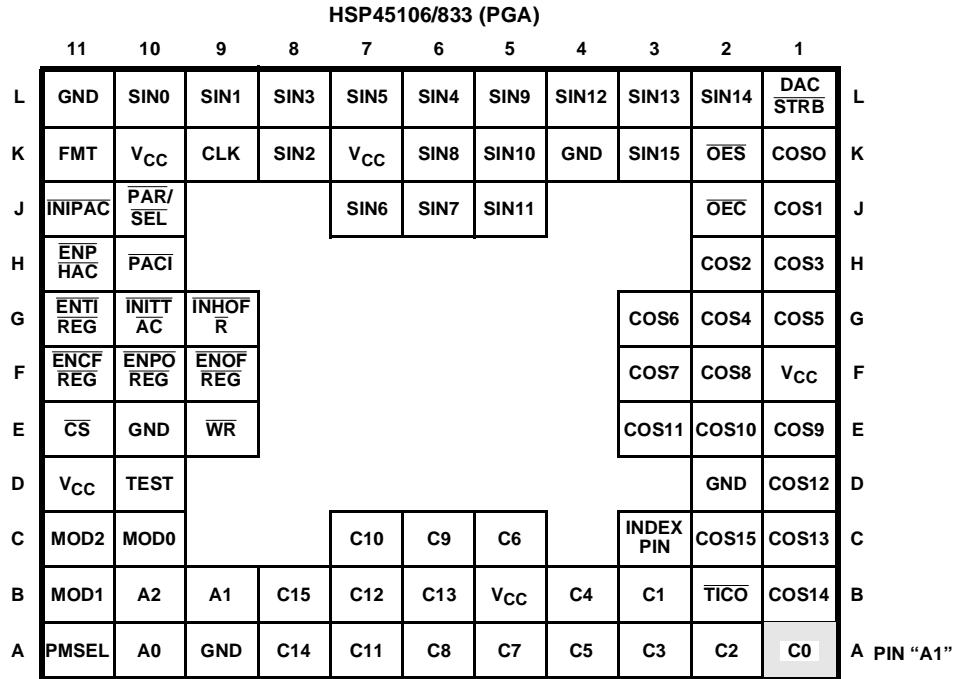 HSP45106/833 (PGA)
11 10 9 8 7 6 5 4 3 2 1
L GND SIN0 SIN1 SIN3 SIN5 SIN4 SIN9 SIN12 SIN13 SIN14 DAC STRB L
K FMT VCC CLK SIN2 VCC SIN8 SIN10 GND SIN15 OES COSO K
J INIPAC PAR/ SEL SIN6 SIN7 SIN11 OEC COS1 J
H ENP HAC PACI COS2 COS3 H
G ENTI REG INITT AC INHOF R COS6 COS4 COS5 G
F ENCF REG ENPO REG ENOF REG COS7 COS8 VCC F
E CS GND WR COS11 COS10 COS9 E
D VCC TEST GND COS12 D
C MOD2 MOD0 C10 C9 C6 INDEX PIN COS15 COS13 C
B MOD1 A2 A1 C15 C12 C13 VCC C4 C1 TICO COS14 B
A PMSEL A0 GND C14 C11 C8 C7 C5 C3 C2 C0 A PIN “A1”